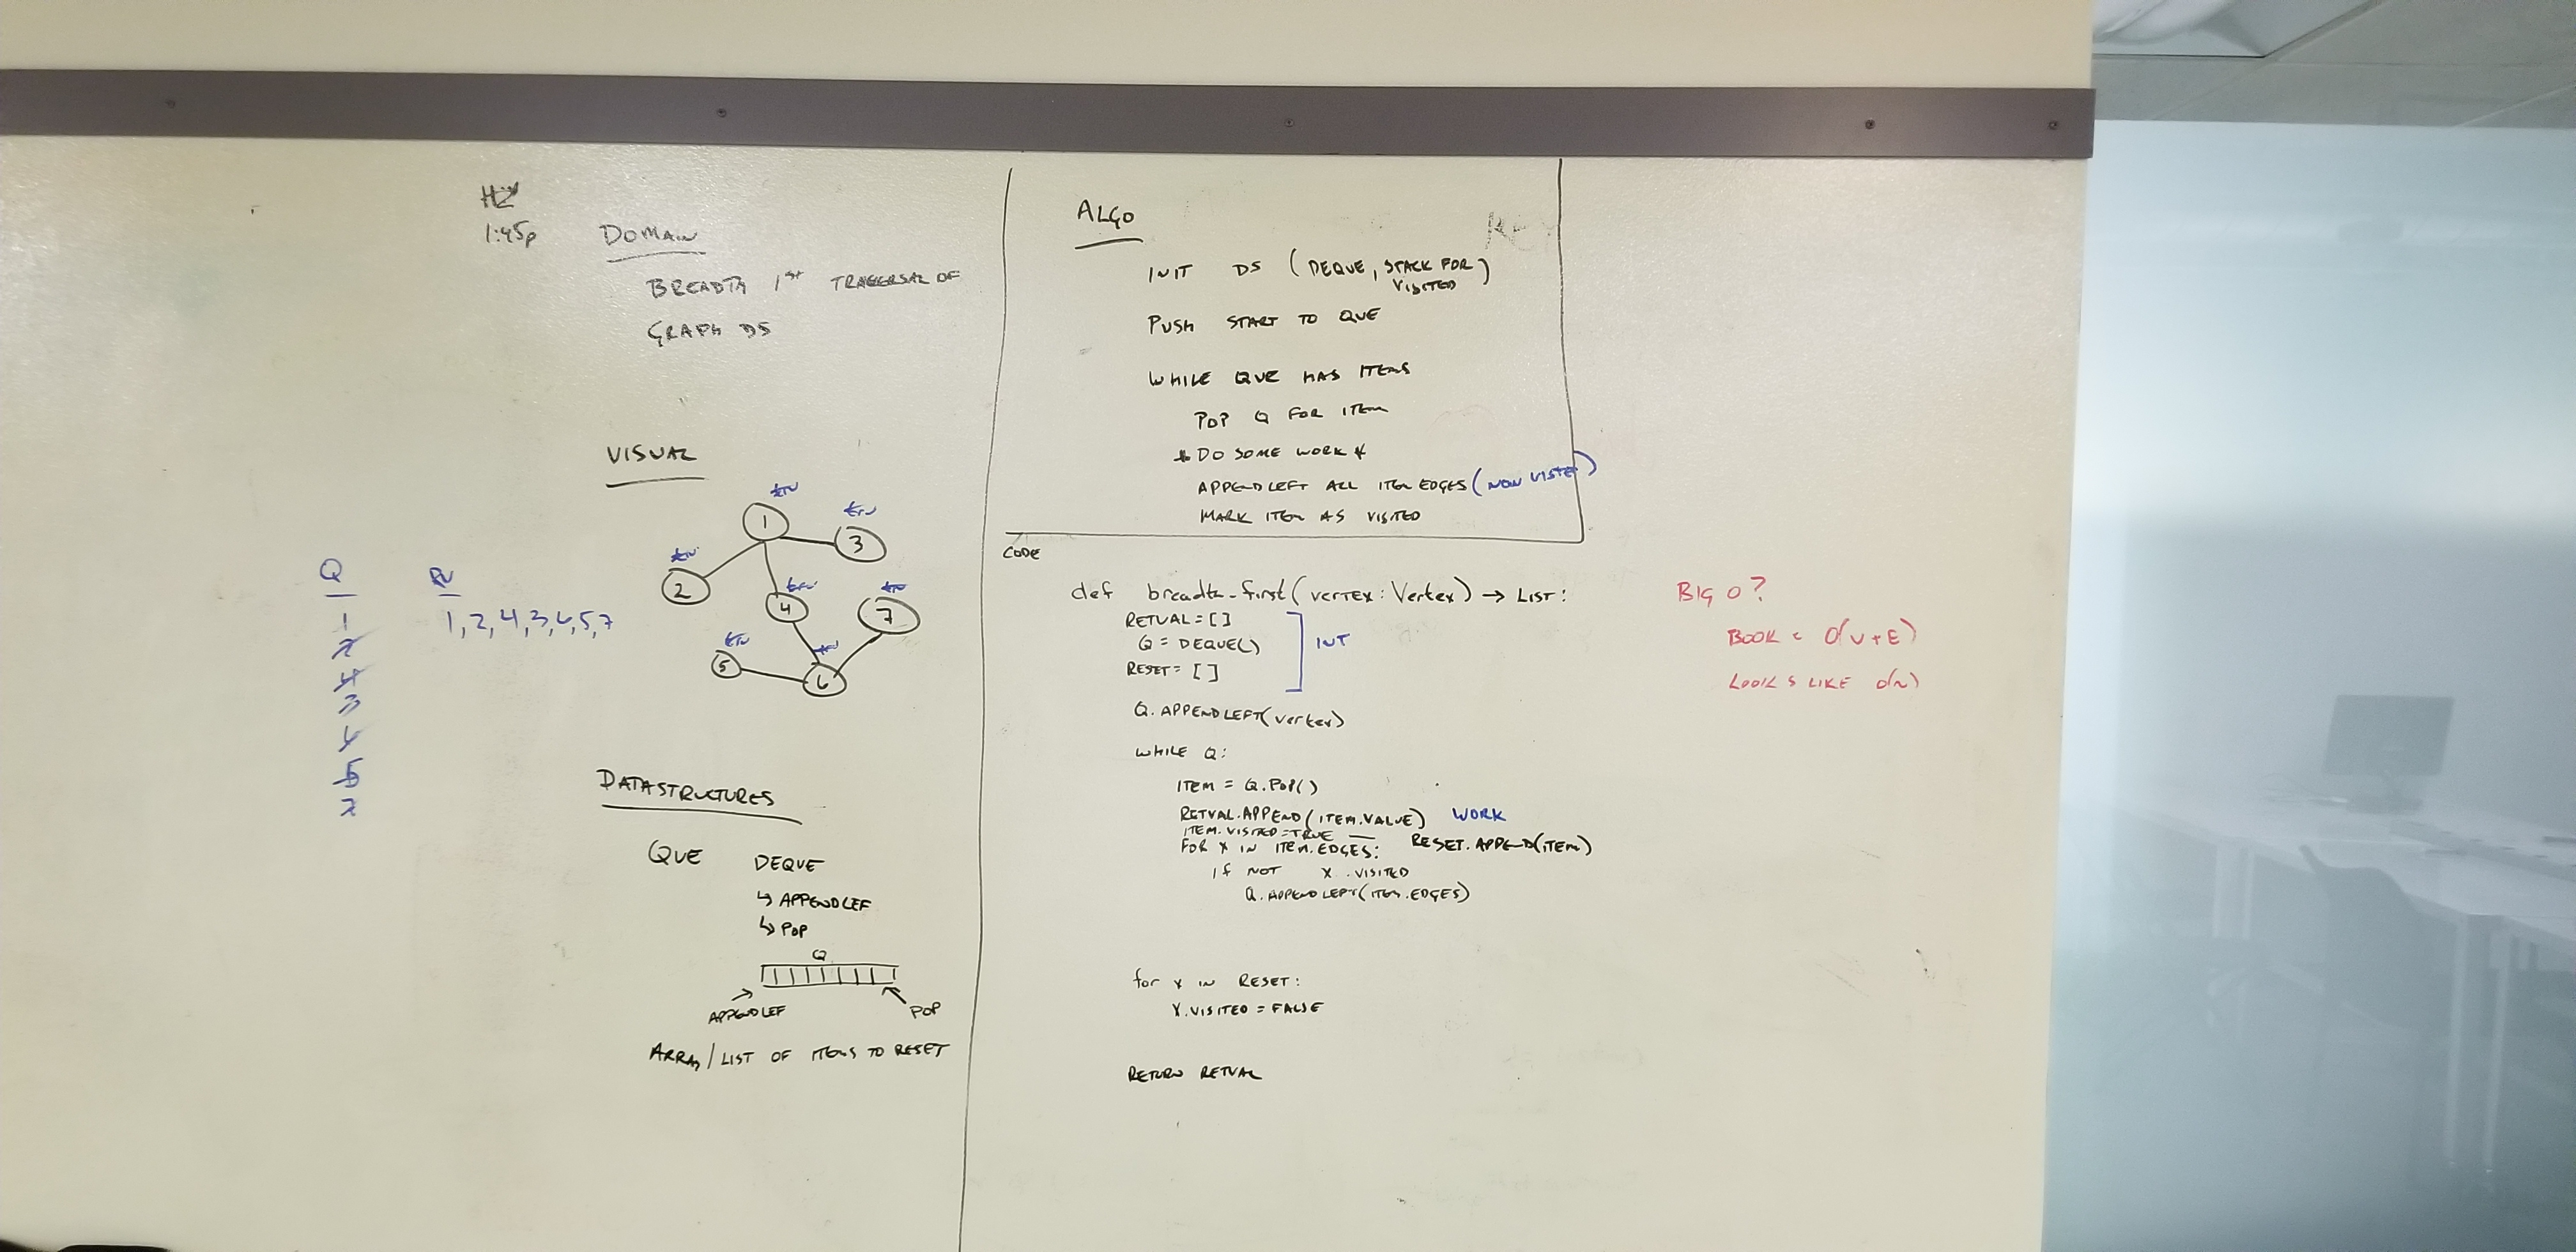 1:45p
DOMAIN
BREADTH 1ST TRAVERSAL OF
GRAPH DS
VISUAL
1
3
2
4
7
5
6
Q
RV
1
2
4
3
6
5
7
1,2,4,3,6,5,7
DATASTRUCTURES
QUE DEQUE
↳ APPENDLEF
↳ POP
Q
APPENDLEF
POP
ARRAY/LIST OF ITEMS TO RESET
ALGO
INIT DS (DEQUE, STACK FOR VISITED)
PUSH START TO QUE
WHILE QUE HAS ITEMS
POP Q FOR ITEM
* DO SOME WORK *
APPENDLEFT ALL ITEM EDGES (NON VISTED)
MARK ITEM AS VISITED
CODE
def breadth_first(VERTEX: Vertex) → LIST:
RETVAL = []
Q = DEQUE()
RESET = []
INT
Q.APPENDLEFT(vertex)
WHILE Q:
ITEM = Q.POP()
RETVAL.APPEND(ITEM.VALUE) WORK
ITEM.VISITED = TRUE — RESET.APPEND(ITEM)
FOR X IN ITEM.EDGES:
if NOT X.VISITED
Q.APPENDLEFT(ITEM.EDGES)
for X IN RESET:
X.VISITED = FALSE
RETURN RETVAL
BIG O?
BOOK = O(V+E)
LOOKS LIKE O(N)